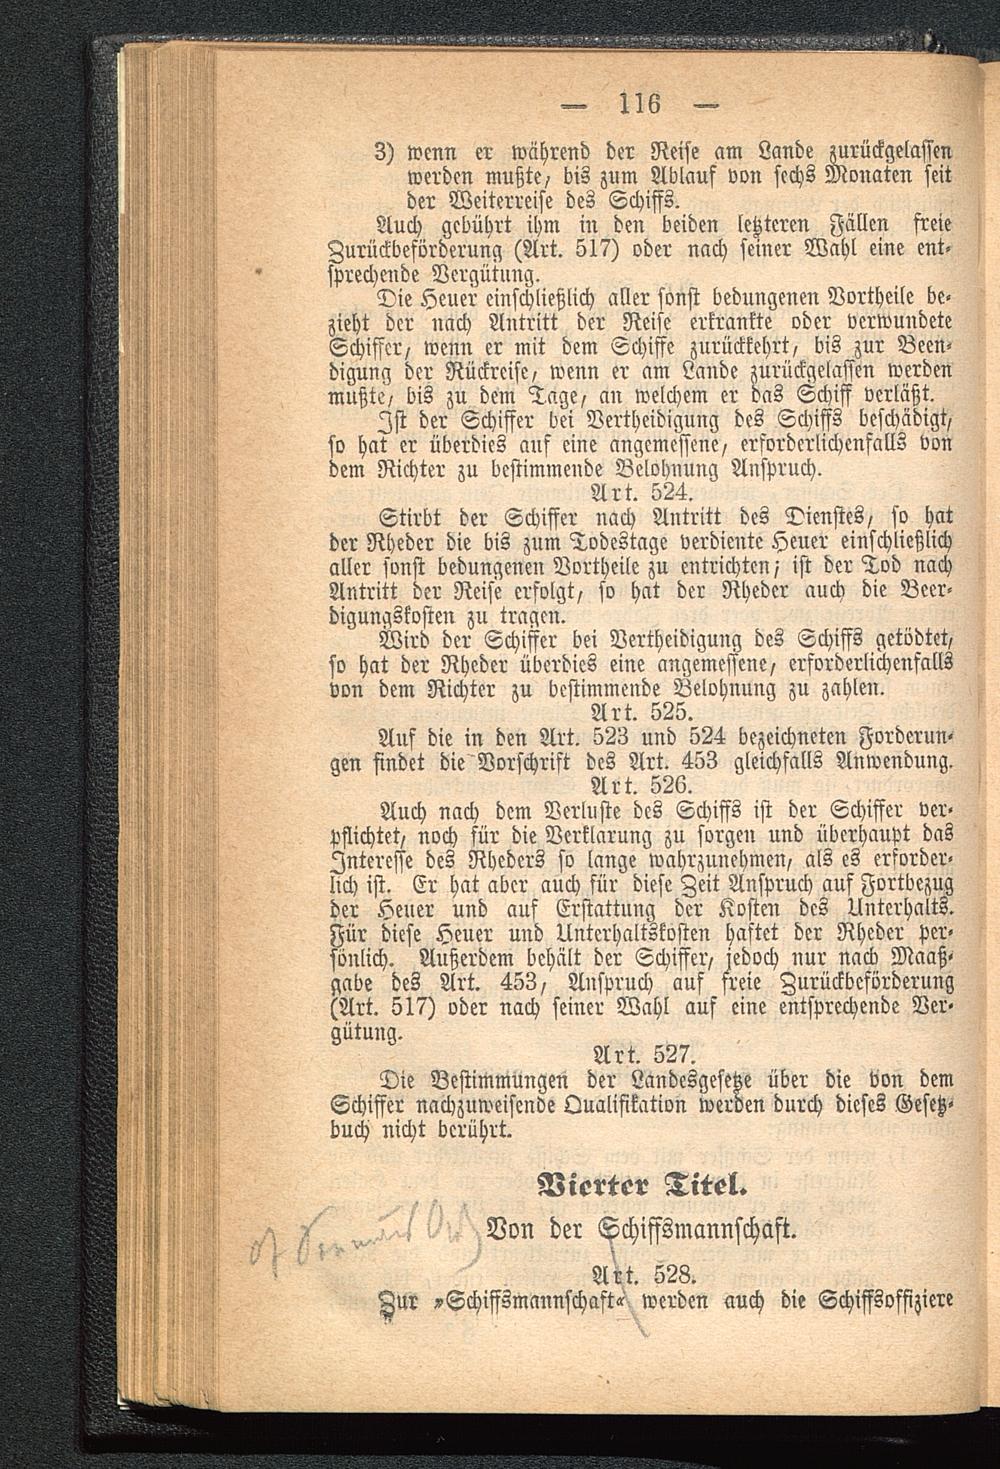 — 116 —
3) wenn er während der Reise am Lande zurückgelassen
werden mußte, bis zum Ablauf von sechs Monaten seit
der Weiterreise des Schiffs.
Auch gebührt ihm in den beiden letzteren Fällen freie
Zurückbeförderung (Art. 517) oder nach seiner Wahl eine ent-
sprechende Vergütung.
Die Heuer einschließlich aller sonst bedungenen Vortheile be-
zieht der nach Antritt der Reise erkrankte oder verwundete
Schiffer, wenn er mit dem Schiffe zurückkehrt, bis zur Been-
digung der Rückreise, wenn er am Lande zurückgelassen werden
mußte, bis zu dem Tage, an welchem er das Schiff verläßt.
Ist der Schiffer bei Vertheidigung des Schiffs beschädigt,
so hat er überdies auf eine angemessene, erforderlichenfalls von
dem Richter zu bestimmende Belohnung Anspruch.
Art. 524.
Stirbt der Schiffer nach Antritt des Dienstes, so hat
der Rheder die bis zum Todestage verdiente Heuer einschließlich
aller sonst bedungenen Vortheile zu entrichten; ist der Tod nach
Antritt der Reise erfolgt, so hat der Rheder auch die Beer-
digungskosten zu tragen.
Wird der Schiffer bei Vertheidigung des Schiffs getödtet,
so hat der Rheder überdies eine angemessene, erforderlichenfalls
von dem Richter zu bestimmende Belohnung zu zahlen.
Art. 525.
Auf die in den Art. 523 und 524 bezeichneten Forderun-
gen findet die Vorschrift des Art. 453 gleichfalls Anwendung.
Art. 526.
Auch nach dem Verluste des Schiffs ist der Schiffer ver-
pflichtet, noch für die Verklarung zu sorgen und überhaupt das
Interesse des Rheders so lange wahrzunehmen, als es erforder-
lich ist. Er hat aber auch für diese Zeit Anspruch auf Fortbezug
der Heuer und auf Erstattung der Kosten des Unterhalts.
Für diese Heuer und Unterhaltskosten haftet der Rheder per-
sönlich. Außerdem behält der Schiffer, jedoch nur nach Maaß-
gabe des Art. 453, Anspruch auf freie Zurückbeförderung
(Art. 517) oder nach seiner Wahl auf eine entsprechende Ver-
gütung.
Art. 527.
Die Bestimmungen der Landesgesetze über die von dem
Schiffer nachzuweisende Qualifikation werden durch dieses Gesetz-
buch nicht berührt.
Vierter Titel.
Von der Schiffsmannschaft.
Art. 528.
Zur »Schiffsmannschaft« werden auch die Schiffsoffiziere